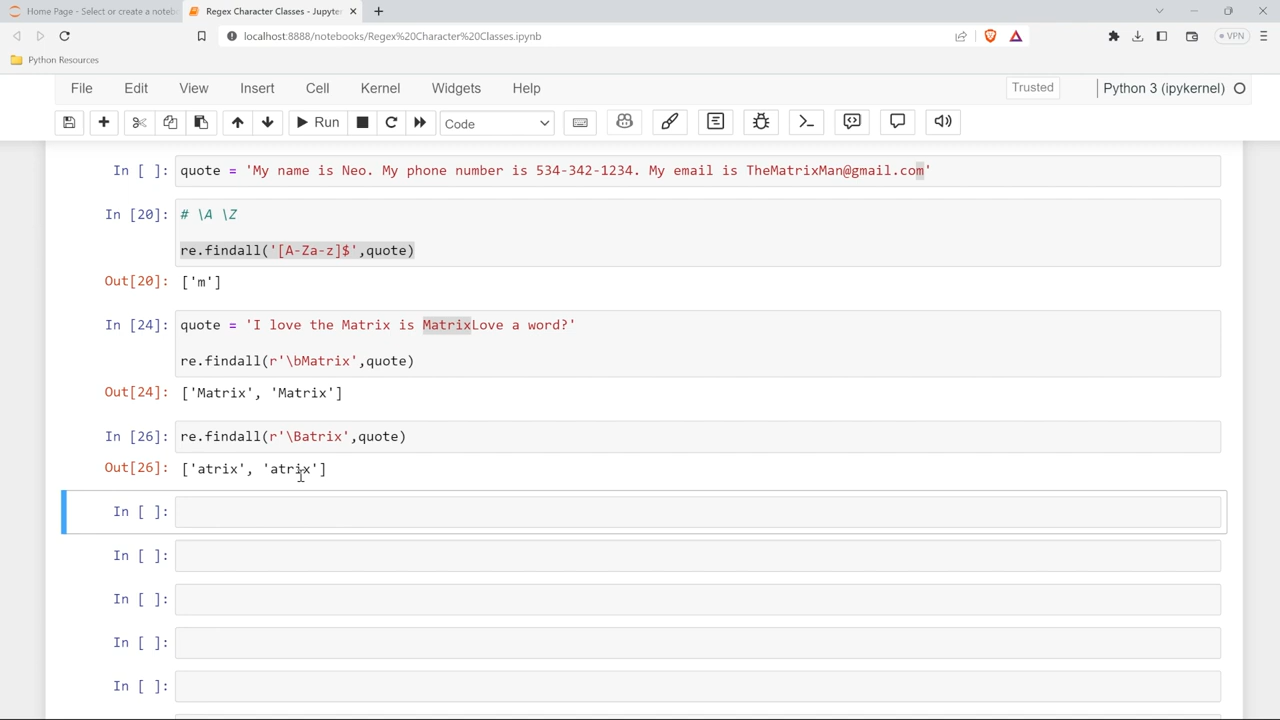 Home Page - Select or create a noteb
Regex Character Classes - Jupyter
localhost:8888/notebooks/Regex%20Character%20Classes.ipynb
VPN
Python Resources
File Edit View Insert Cell Kernel Widgets Help
Trusted
Python 3 (ipykernel)
Run
Code
In [ ]: quote = 'My name is Neo. My phone number is 534-342-1234. My email is TheMatrixMan@gmail.com'
In [20]: # \A \Z
re.findall('[A-Za-z]$',quote)
Out[20]: ['m']
In [24]: quote = 'I love the Matrix is MatrixLove a word?'
re.findall(r'\bMatrix',quote)
Out[24]: ['Matrix', 'Matrix']
In [26]: re.findall(r'\Batrix',quote)
Out[26]: ['atrix', 'atrix']
In [ ]:
In [ ]:
In [ ]:
In [ ]:
In [ ]: